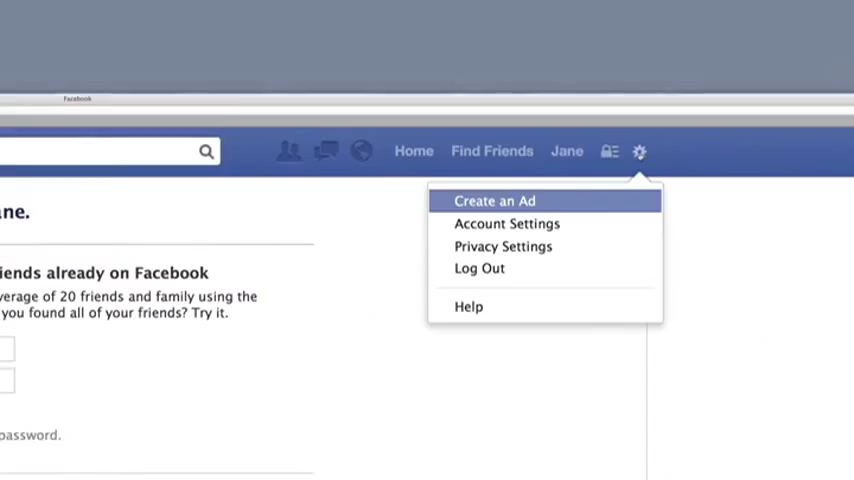 Facebook
Home Find Friends Jane
Create an Ad
Account Settings
Privacy Settings
Log Out
Help
ne.
iends already on Facebook
verage of 20 friends and family using the
you found all of your friends? Try it.
password.